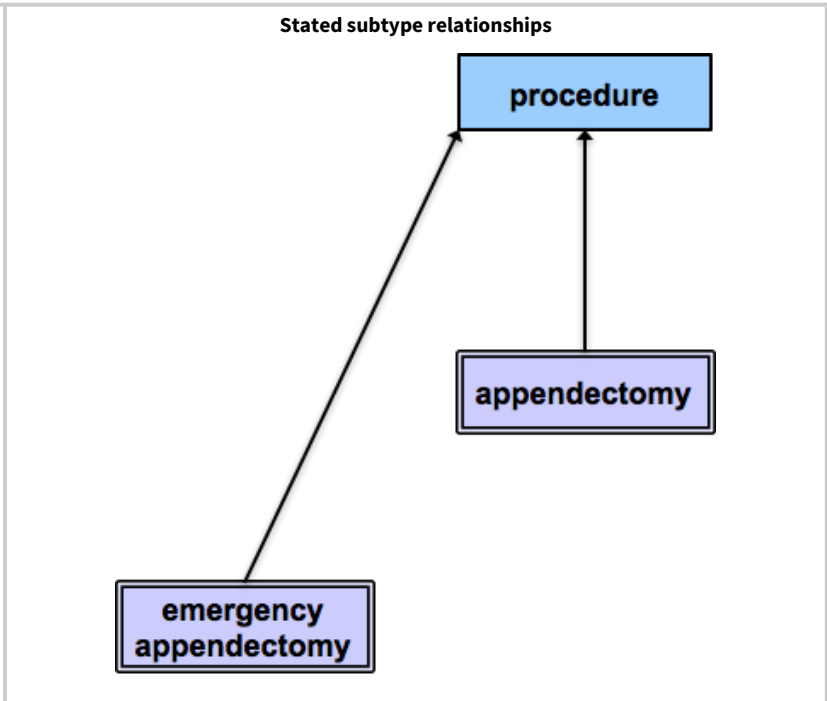 Stated subtype relationships
procedure
appendectomy
emergency
appendectomy